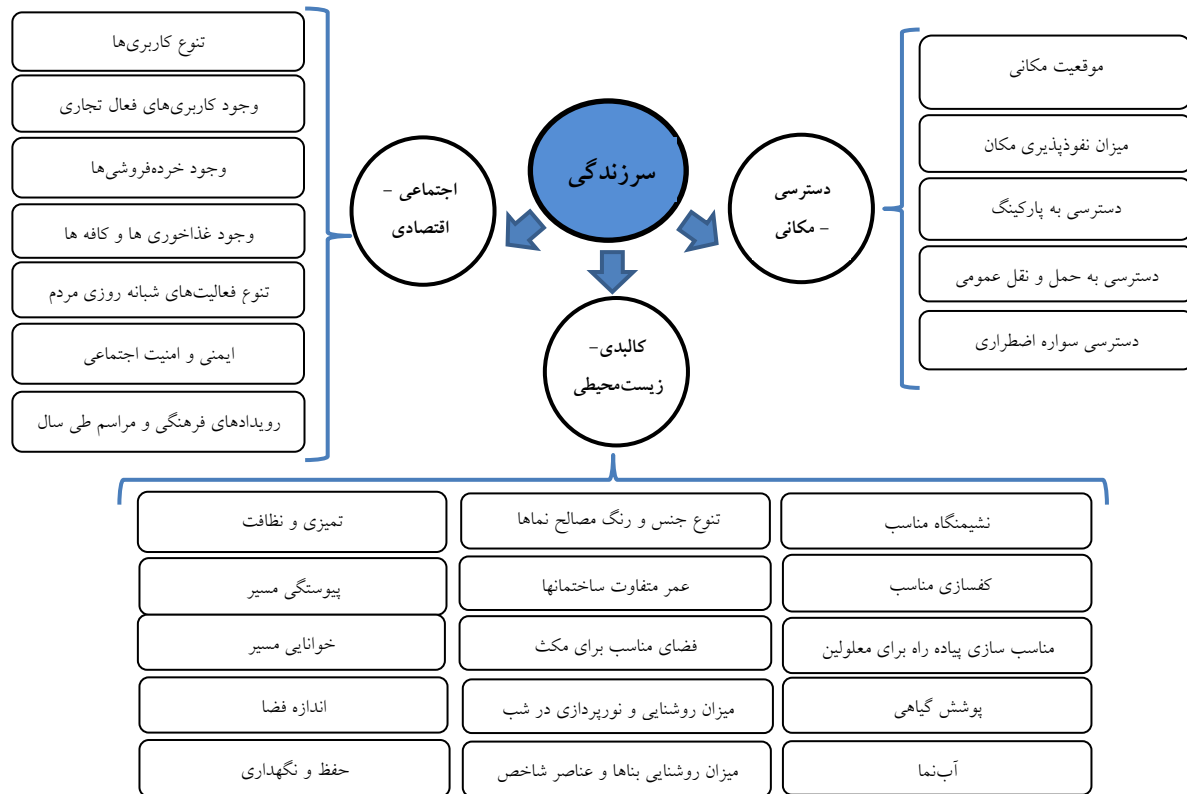 سرزندگی
دسترسی
– مکانی
موقعیت مکانی
میزان نفوذپذیری مکان
دسترسی به پارکینگ
دسترسی به حمل و نقل عمومی
دسترسی سواره اضطراری
اجتماعی –
اقتصادی
تنوع کاربری‌ها
وجود کاربری‌های فعال تجاری
وجود خرده‌فروشی‌ها
وجود غذاخوری ها و کافه ها
تنوع فعالیت‌های شبانه روزی مردم
ایمنی و امنیت اجتماعی
رویدادهای فرهنگی و مراسم طی سال
کالبدی–
زیست‌محیطی
نشیمنگاه مناسب
کفسازی مناسب
مناسب سازی پیاده راه برای معلولین
پوشش گیاهی
آب‌نما
تنوع جنس و رنگ مصالح نماها
عمر متفاوت ساختمانها
فضای مناسب برای مکث
میزان روشنایی و نورپردازی در شب
میزان روشنایی بناها و عناصر شاخص
تمیزی و نظافت
پیوستگی مسیر
خوانایی مسیر
اندازه فضا
حفظ و نگهداری